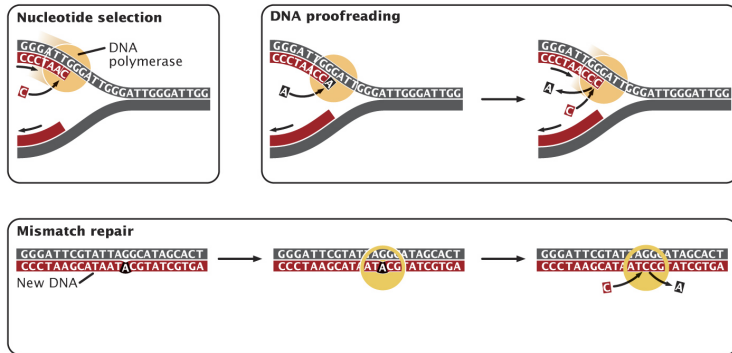 Nucleotide selection
GGGATTGGGATTGGGATTGGGATTGG
CCCTAAC
DNA
polymerase
C
DNA proofreading
GGGATTGGGATTGGGATTGGGATTGG
CCCTAACCA
A
GGGATTGGGATTGGGATTGGGATTGG
CCCTAACCC
A
C
Mismatch repair
GGGATTCGTATTAGGCATAGCACT
CCCTAAGCATAATACGTATCGTGA
New DNA
GGGATTCGTATTAGGCATAGCACT
CCCTAAGCATAATACGTATCGTGA
GGGATTCGTATTAGGCATAGCACT
CCCTAAGCATAATCCGTATCGTGA
C
A